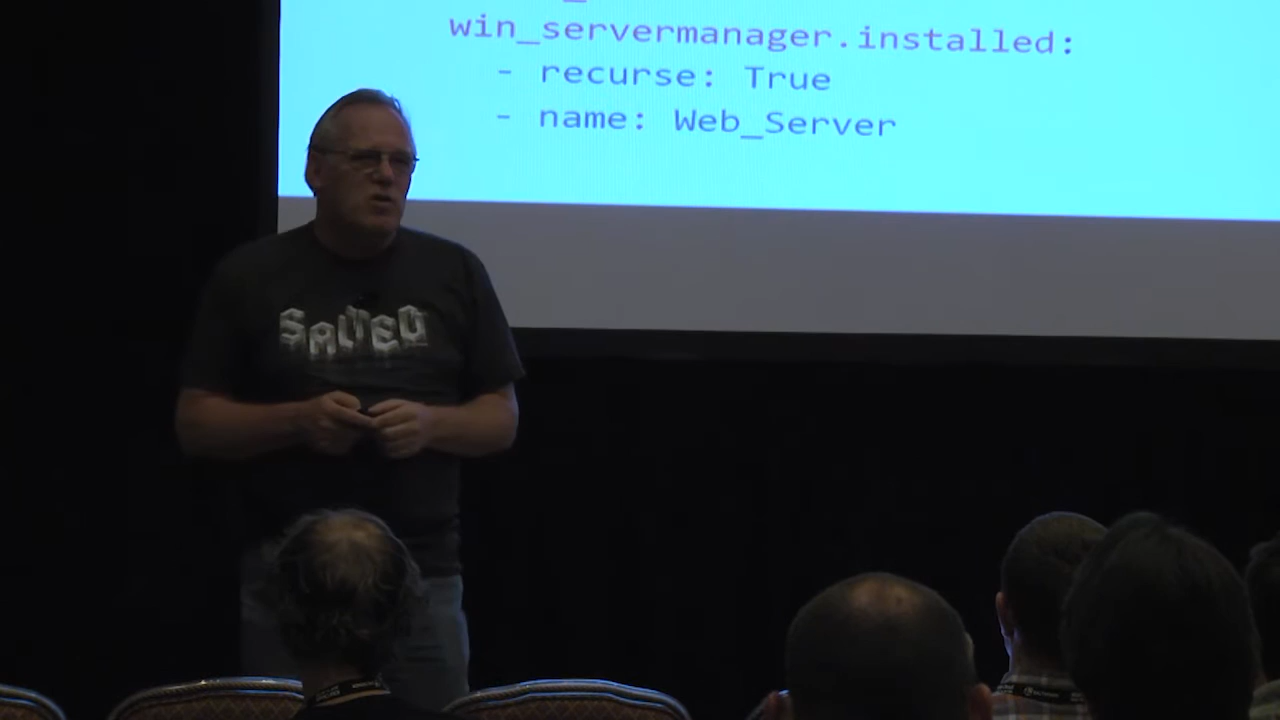 win_servermanager.installed:
- recurse: True
- name: Web_Server
SALTED